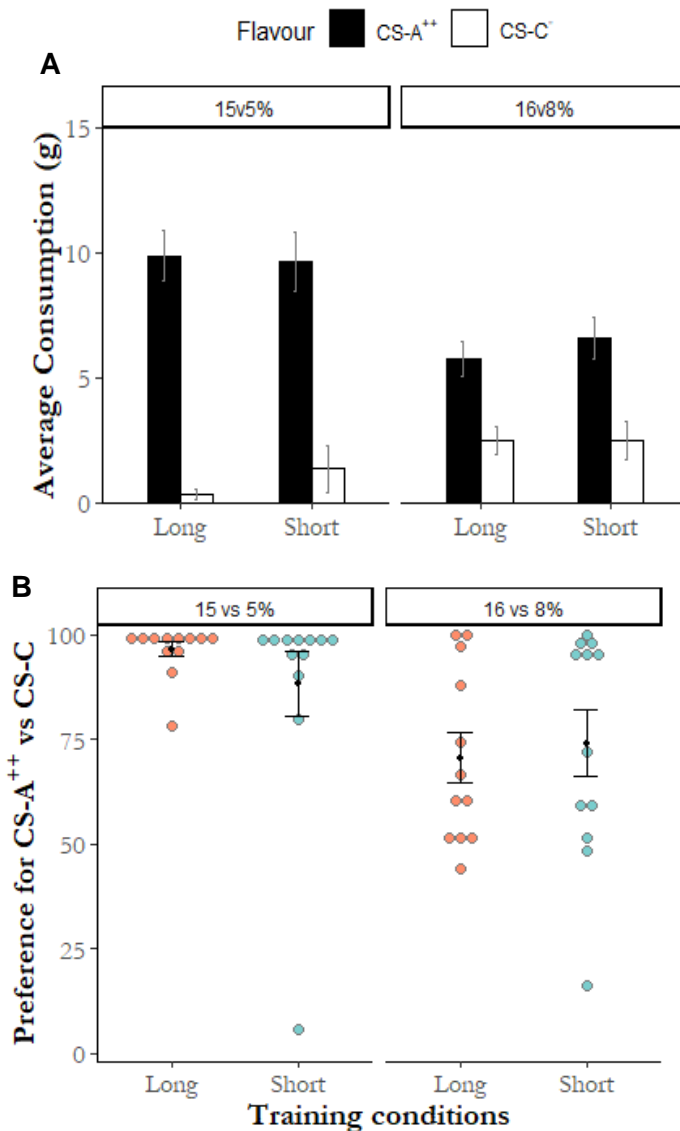 Flavour CS-A++ CS-C-
A
15v5% 16v8%
Average Consumption (g)
15
10
5
0
Long Short Long Short
B
15 vs 5% 16 vs 8%
Preference for CS-A++ vs CS-C
100
75
50
25
0
Long Short Long Short
Training conditions